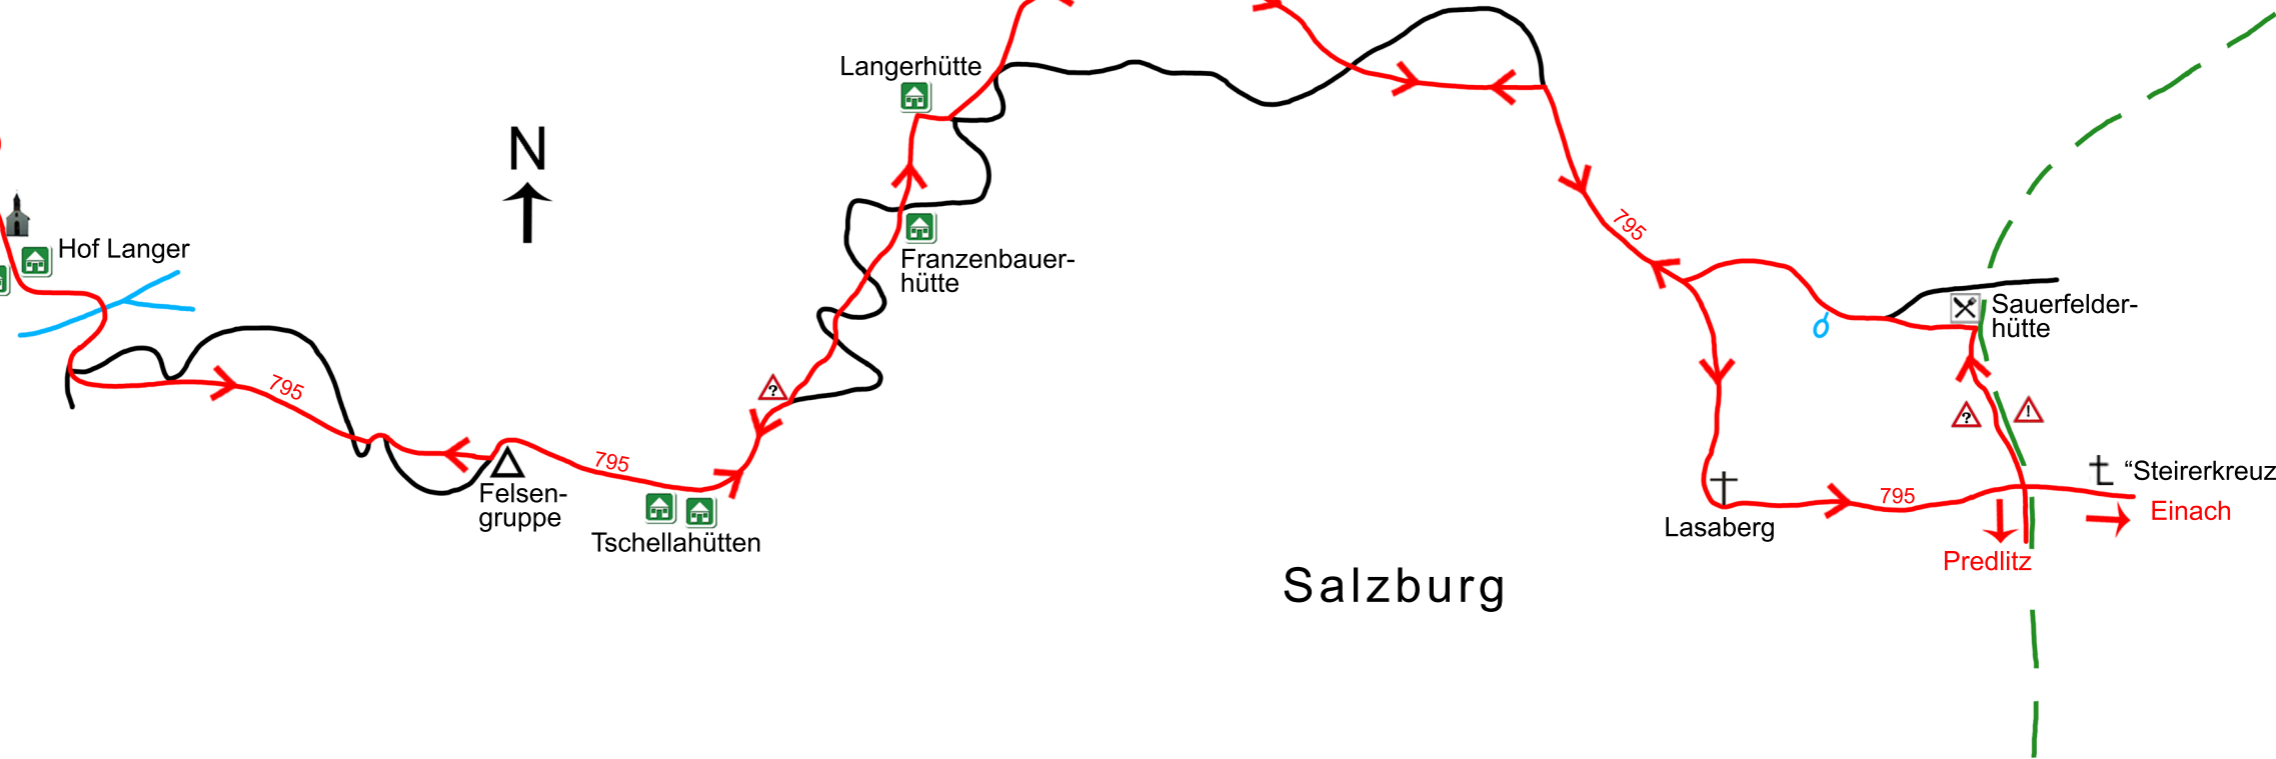 Langerhütte
N
Hof Langer
795
Franzenbauer-
hütte
Sauerfelder-
hütte
?
795
?
!
795
Felsen-
gruppe
Tschellahütten
Lasaberg
795
“Steirerkreuz
Einach
Predlitz
Salzburg